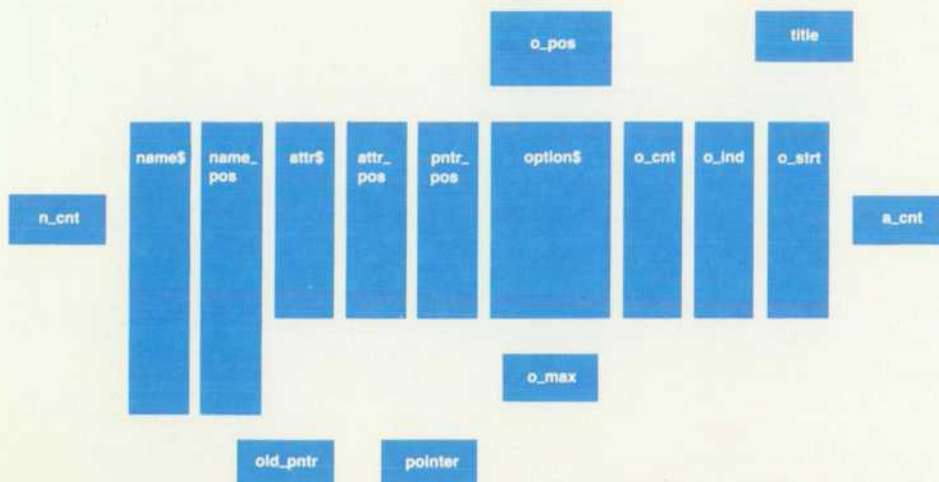 o_pos
title
name$
name_
pos
attr$
attr_
pos
pntr_
pos
option$
o_cnt
o_ind
o_strt
n_cnt
a_cnt
o_max
old_pntr
pointer